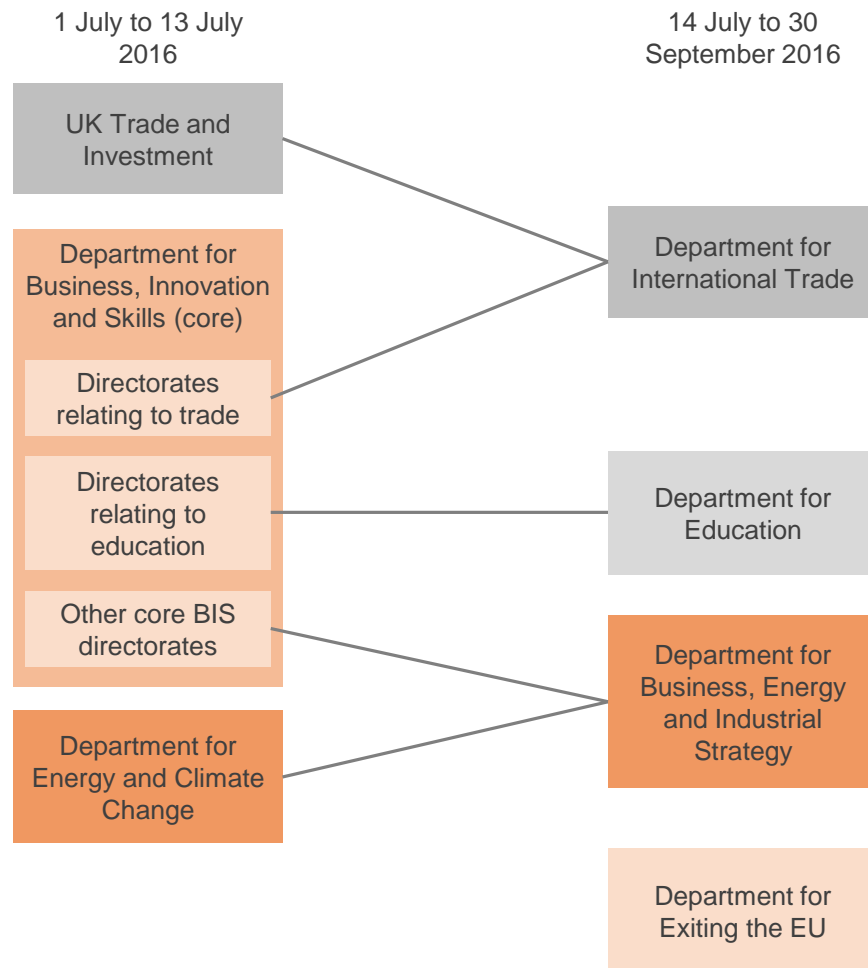 1 July to 13 July
2016
14 July to 30
September 2016
UK Trade and
Investment
Department for
International Trade
Department for
Business, Innovation
and Skills (core)
Directorates
relating to trade
Directorates
relating to
education
Department for
Education
Other core BIS
directorates
Department for
Business, Energy
and Industrial
Strategy
Department for
Energy and Climate
Change
Department for
Exiting the EU